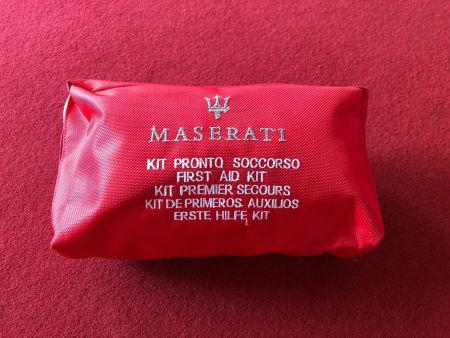 MASERATI
KIT PRONTO SOCCORSO
FIRST AID KIT
KIT PREMIER SECOURS
KIT DE PRIMEROS AUXILIOS
ERSTE HILFE KIT